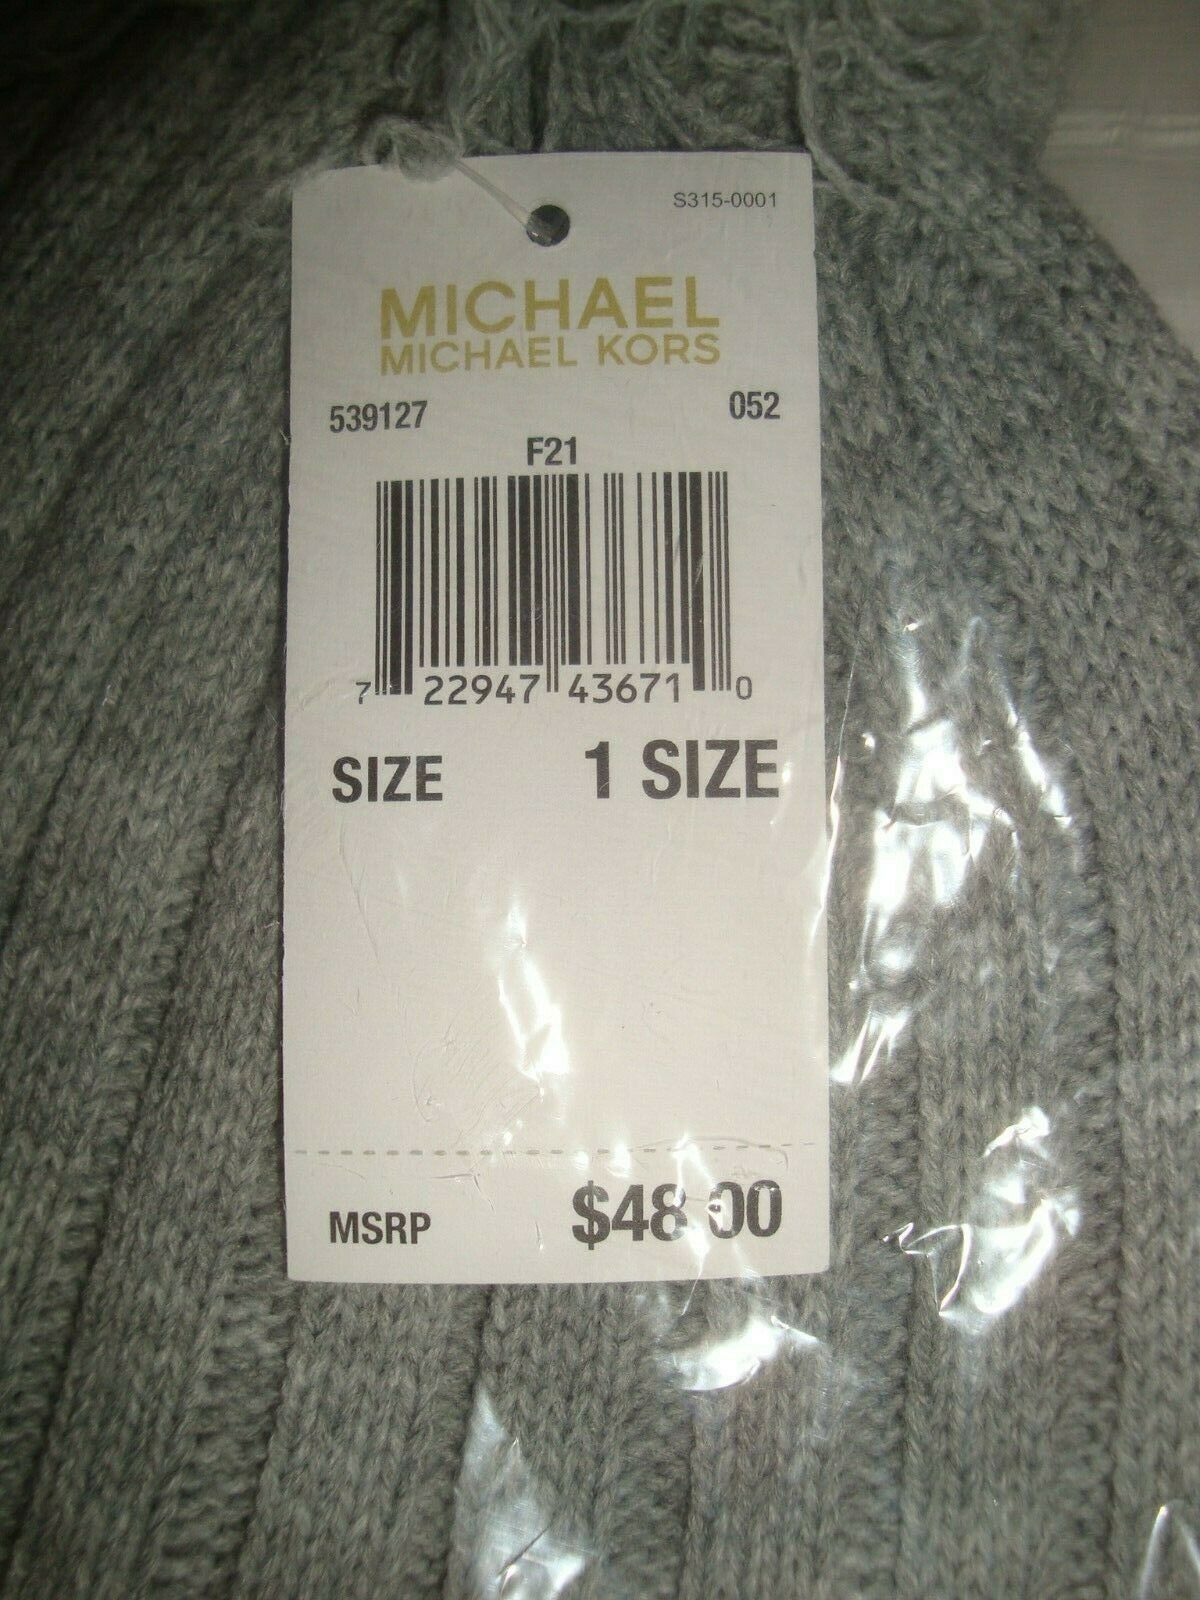 S315-0001
MICHAEL
MICHAEL KORS
539127 052
F21
7 22947 43671 0
SIZE 1 SIZE
MSRP $48.00